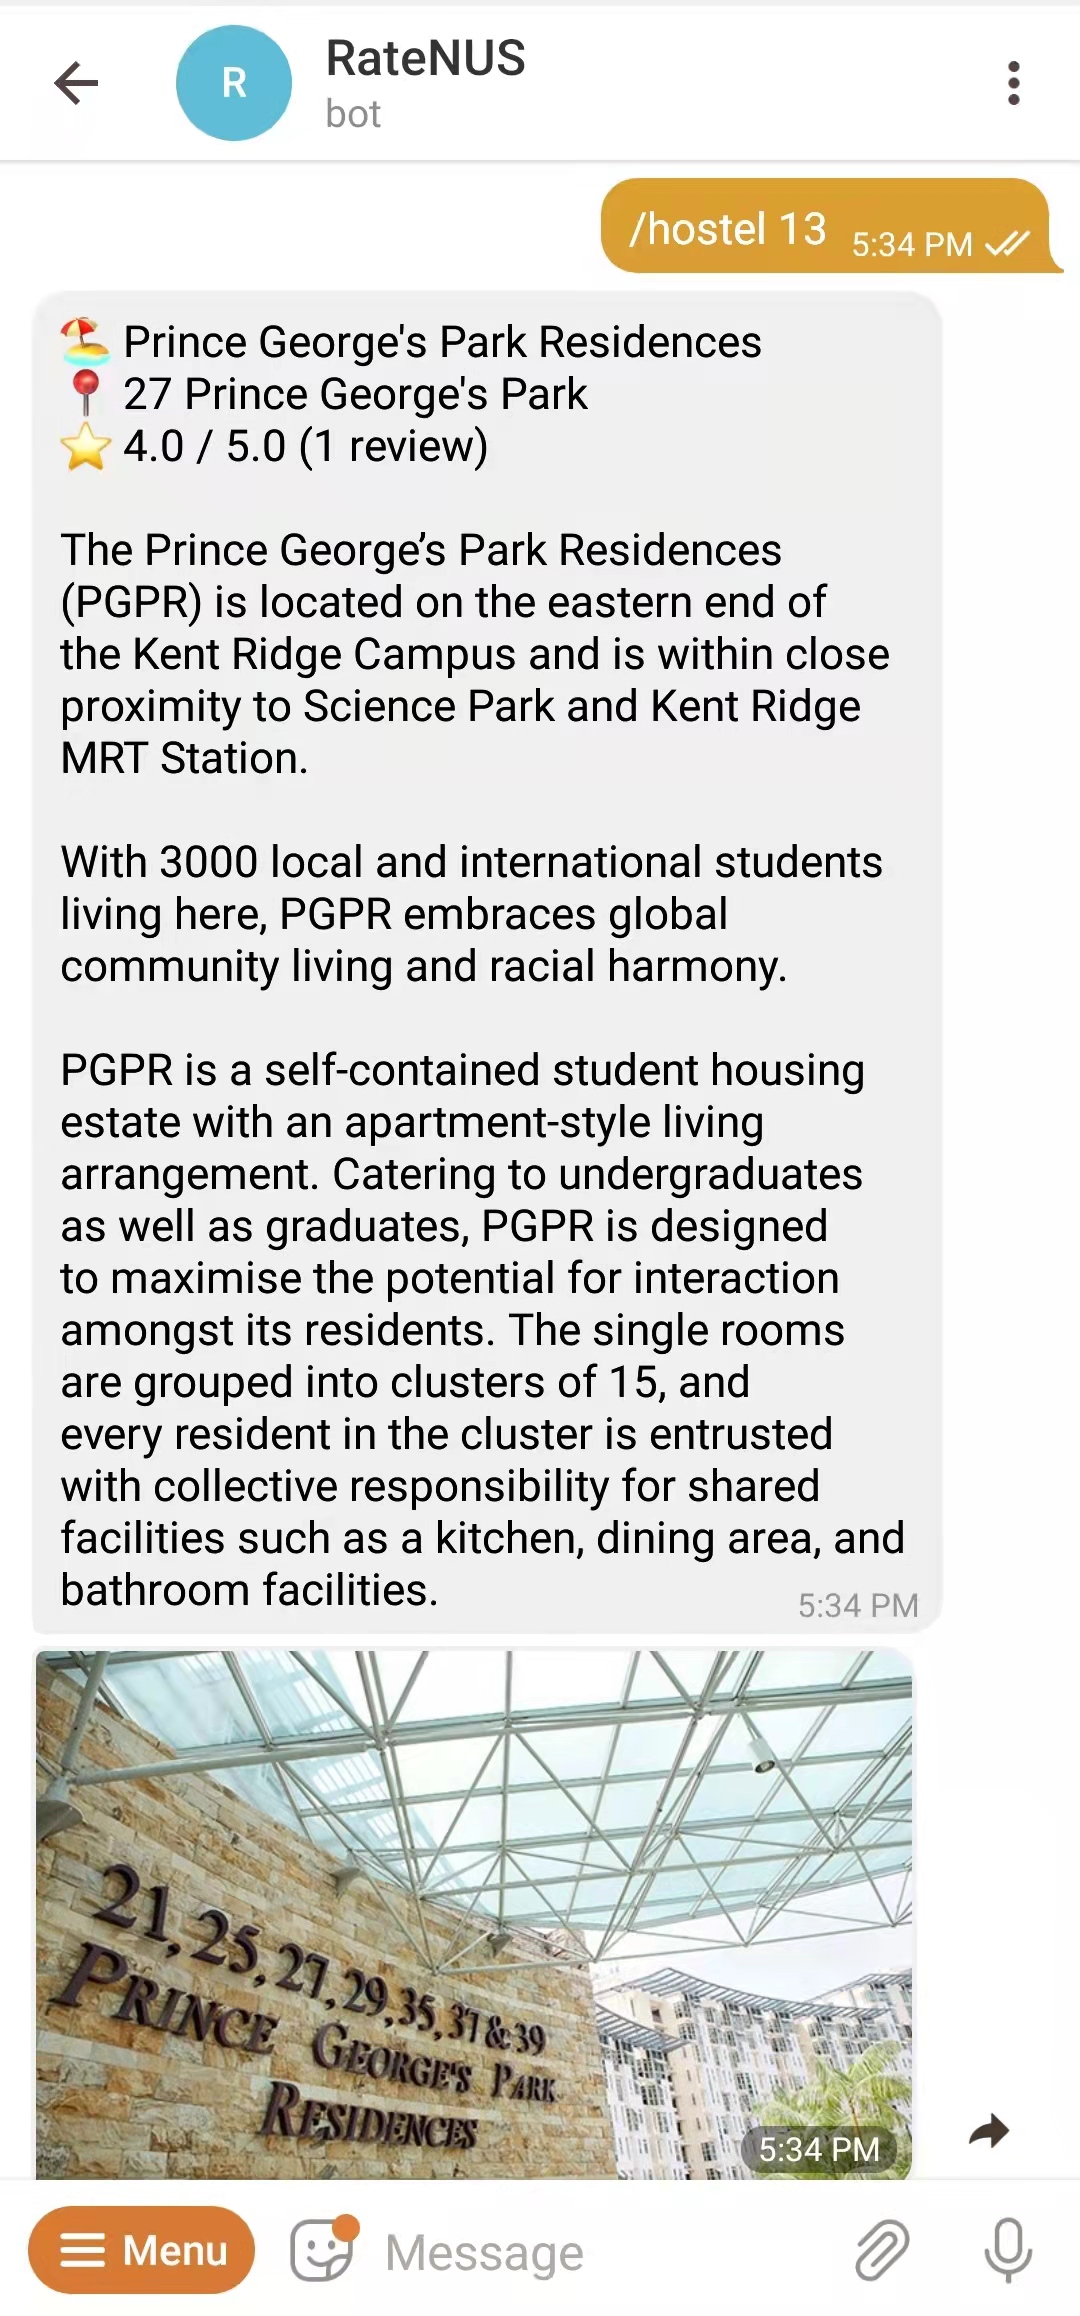 R
RateNUS
bot
/hostel 13 5:34 PM
Prince George's Park Residences
27 Prince George's Park
4.0 / 5.0 (1 review)
The Prince George’s Park Residences
(PGPR) is located on the eastern end of
the Kent Ridge Campus and is within close
proximity to Science Park and Kent Ridge
MRT Station.
With 3000 local and international students
living here, PGPR embraces global
community living and racial harmony.
PGPR is a self-contained student housing
estate with an apartment-style living
arrangement. Catering to undergraduates
as well as graduates, PGPR is designed
to maximise the potential for interaction
amongst its residents. The single rooms
are grouped into clusters of 15, and
every resident in the cluster is entrusted
with collective responsibility for shared
facilities such as a kitchen, dining area, and
bathroom facilities.
5:34 PM
21, 25, 27, 29, 35, 37 & 39
PRINCE GEORGE'S PARK
RESIDENCES
5:34 PM
Menu
Message